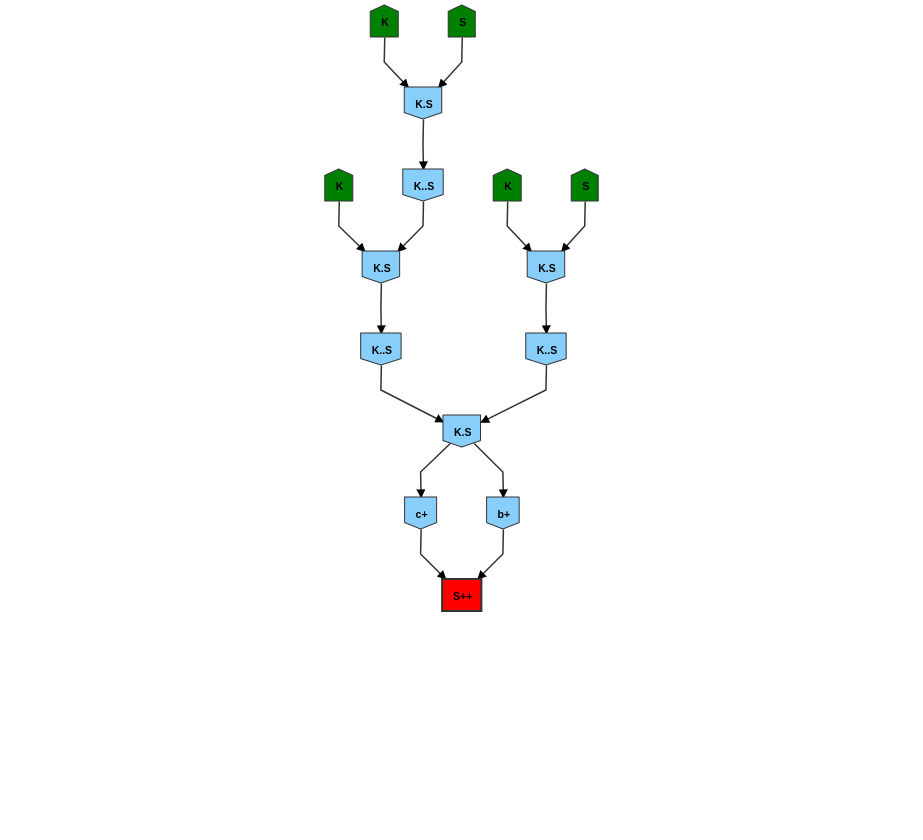 K S
K.S
K K..S K S
K.S K.S
K..S K..S
K.S
c+ b+
S++